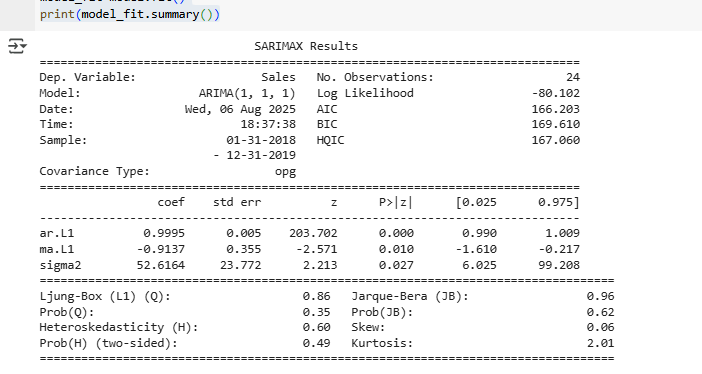 print(model_fit.summary())
SARIMAX Results
==============================================================================
Dep. Variable: Sales No. Observations: 24
Model: ARIMA(1, 1, 1) Log Likelihood -80.102
Date: Wed, 06 Aug 2025 AIC 166.203
Time: 18:37:38 BIC 169.610
Sample: 01-31-2018 HQIC 167.060
- 12-31-2019
Covariance Type: opg
==============================================================================
coef std err z P>|z| [0.025 0.975]
------------------------------------------------------------------------------
ar.L1 0.9995 0.005 203.702 0.000 0.990 1.009
ma.L1 -0.9137 0.355 -2.571 0.010 -1.610 -0.217
sigma2 52.6164 23.772 2.213 0.027 6.025 99.208
===================================================================================
Ljung-Box (L1) (Q): 0.86 Jarque-Bera (JB): 0.96
Prob(Q): 0.35 Prob(JB): 0.62
Heteroskedasticity (H): 0.60 Skew: 0.06
Prob(H) (two-sided): 0.49 Kurtosis: 2.01
===================================================================================